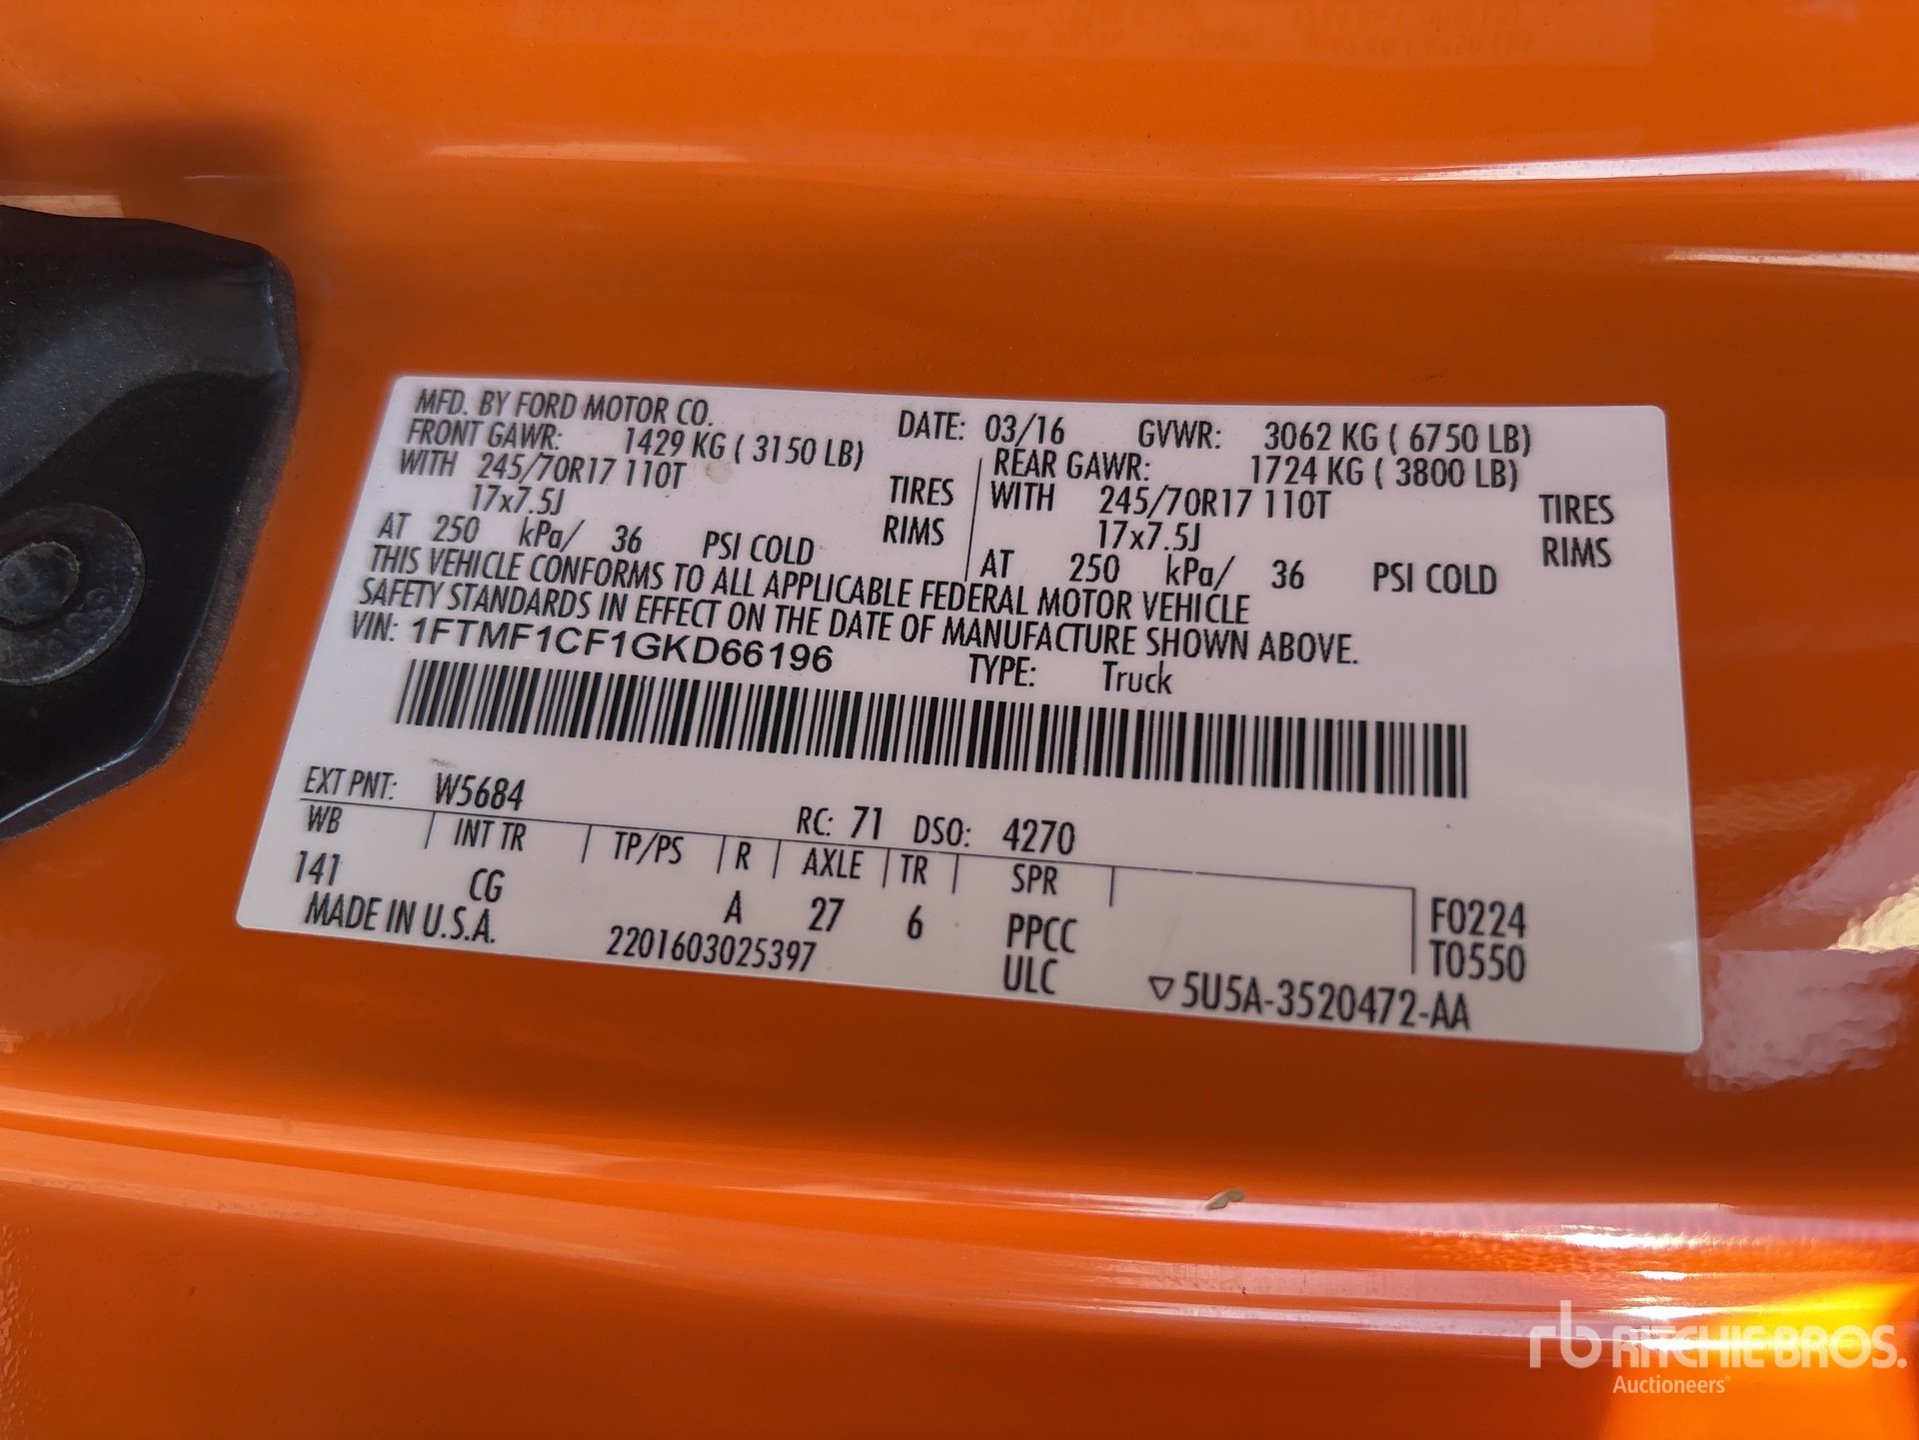 MFD. BY FORD MOTOR CO. DATE: 03/16 GVWR: 3062 KG ( 6750 LB)
FRONT GAWR: 1429 KG ( 3150 LB) REAR GAWR: 1724 KG ( 3800 LB)
WITH 245/70R17 110T TIRES WITH 245/70R17 110T TIRES
17x7.5J RIMS 17x7.5J RIMS
AT 250 kPa/ 36 PSI COLD AT 250 kPa/ 36 PSI COLD
THIS VEHICLE CONFORMS TO ALL APPLICABLE FEDERAL MOTOR VEHICLE
SAFETY STANDARDS IN EFFECT ON THE DATE OF MANUFACTURE SHOWN ABOVE.
VIN: 1FTMF1CF1GKD66196 TYPE: Truck
EXT PNT: W5684 RC: 71 DSO: 4270
WB INT TR TP/PS R AXLE TR SPR F0224
141 CG A 27 6 PPCC T0550
MADE IN U.S.A. 2201603025397 ULC ▽5U5A-3520472-AA
rb RITCHIE BROS.
Auctioneers